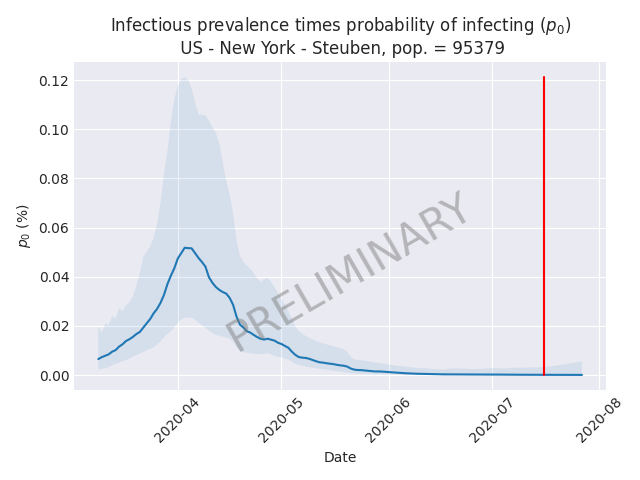 Infectious prevalence times probability of infecting (p₀)
US - New York - Steuben, pop. = 95379
0.12
0.10
0.08
0.06
0.04
0.02
0.00
p₀ (%)
PRELIMINARY
2020-04
2020-05
2020-06
2020-07
2020-08
Date